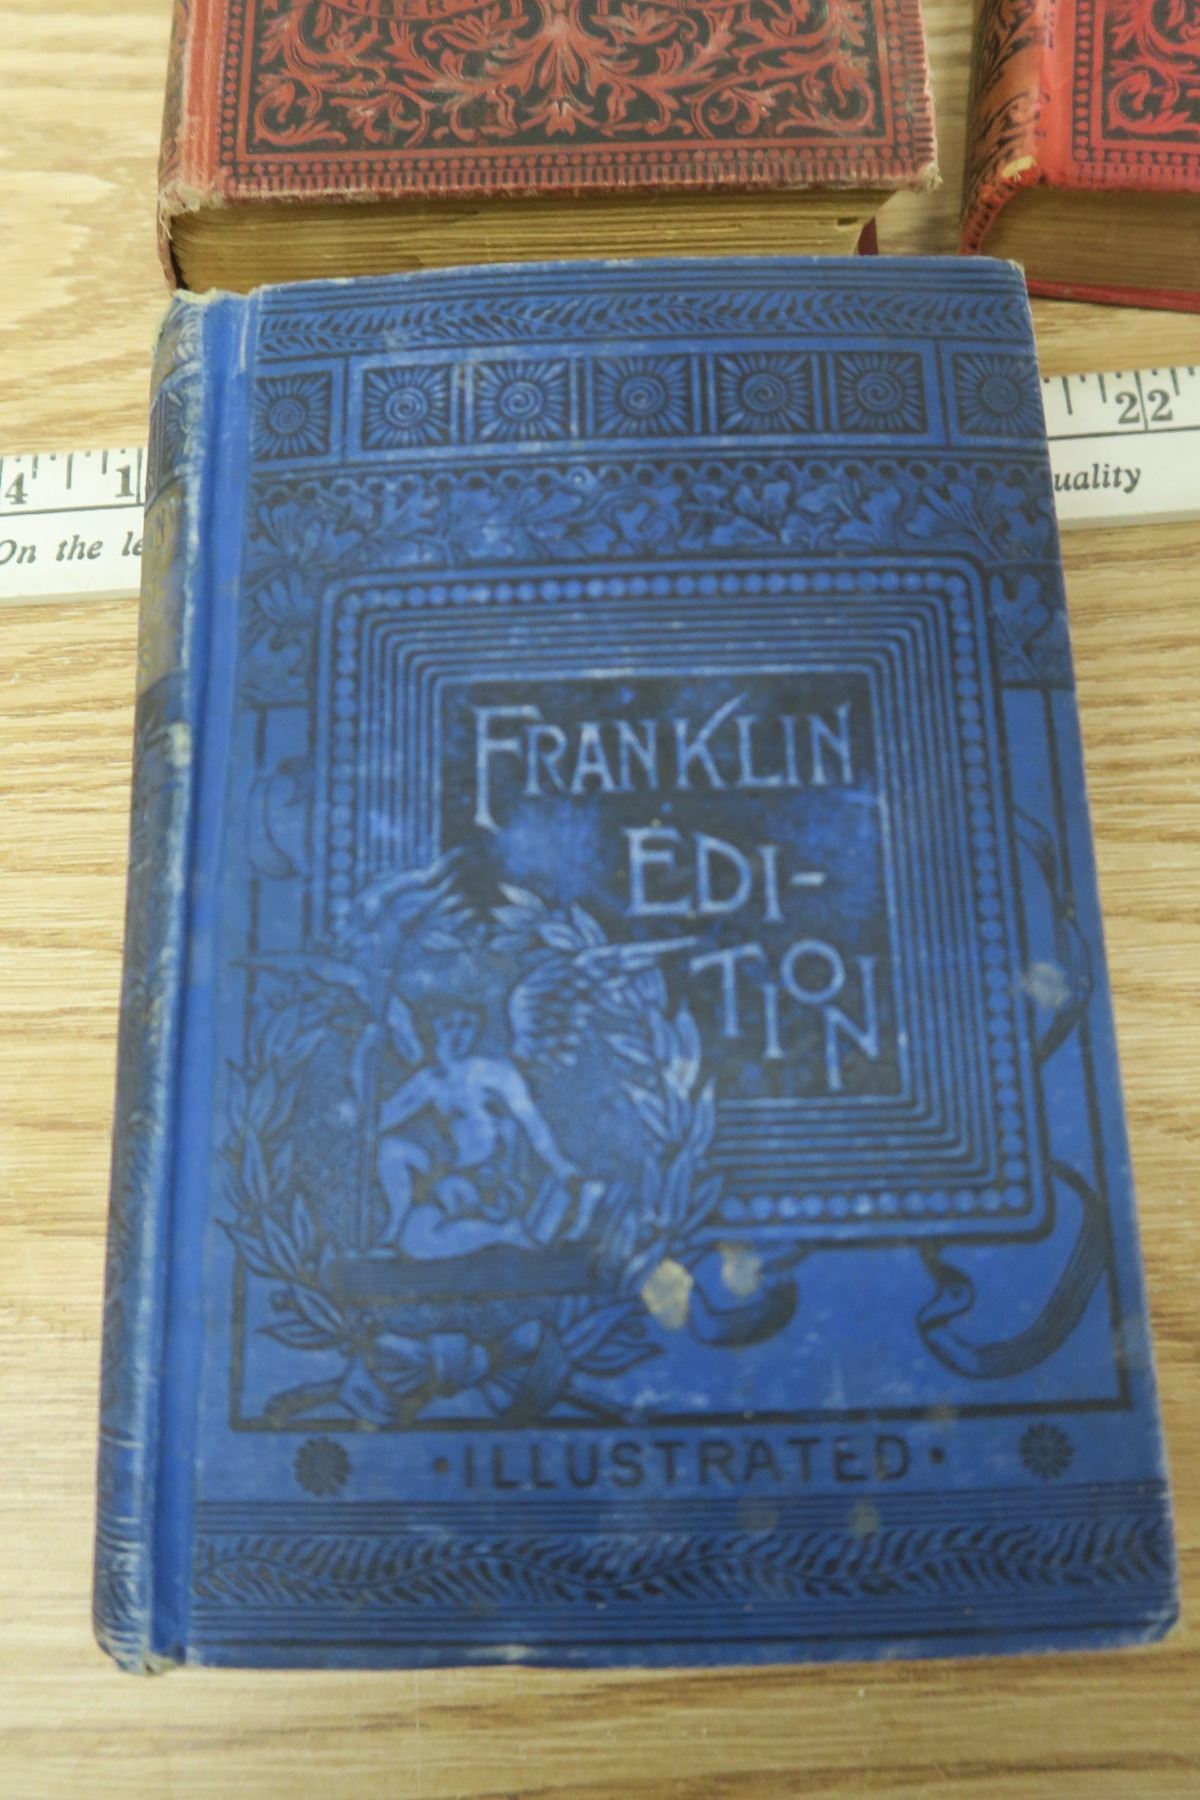 4 1
22
On the le
uality
FRANKLIN
EDI-
TION
·ILLUSTRATED·